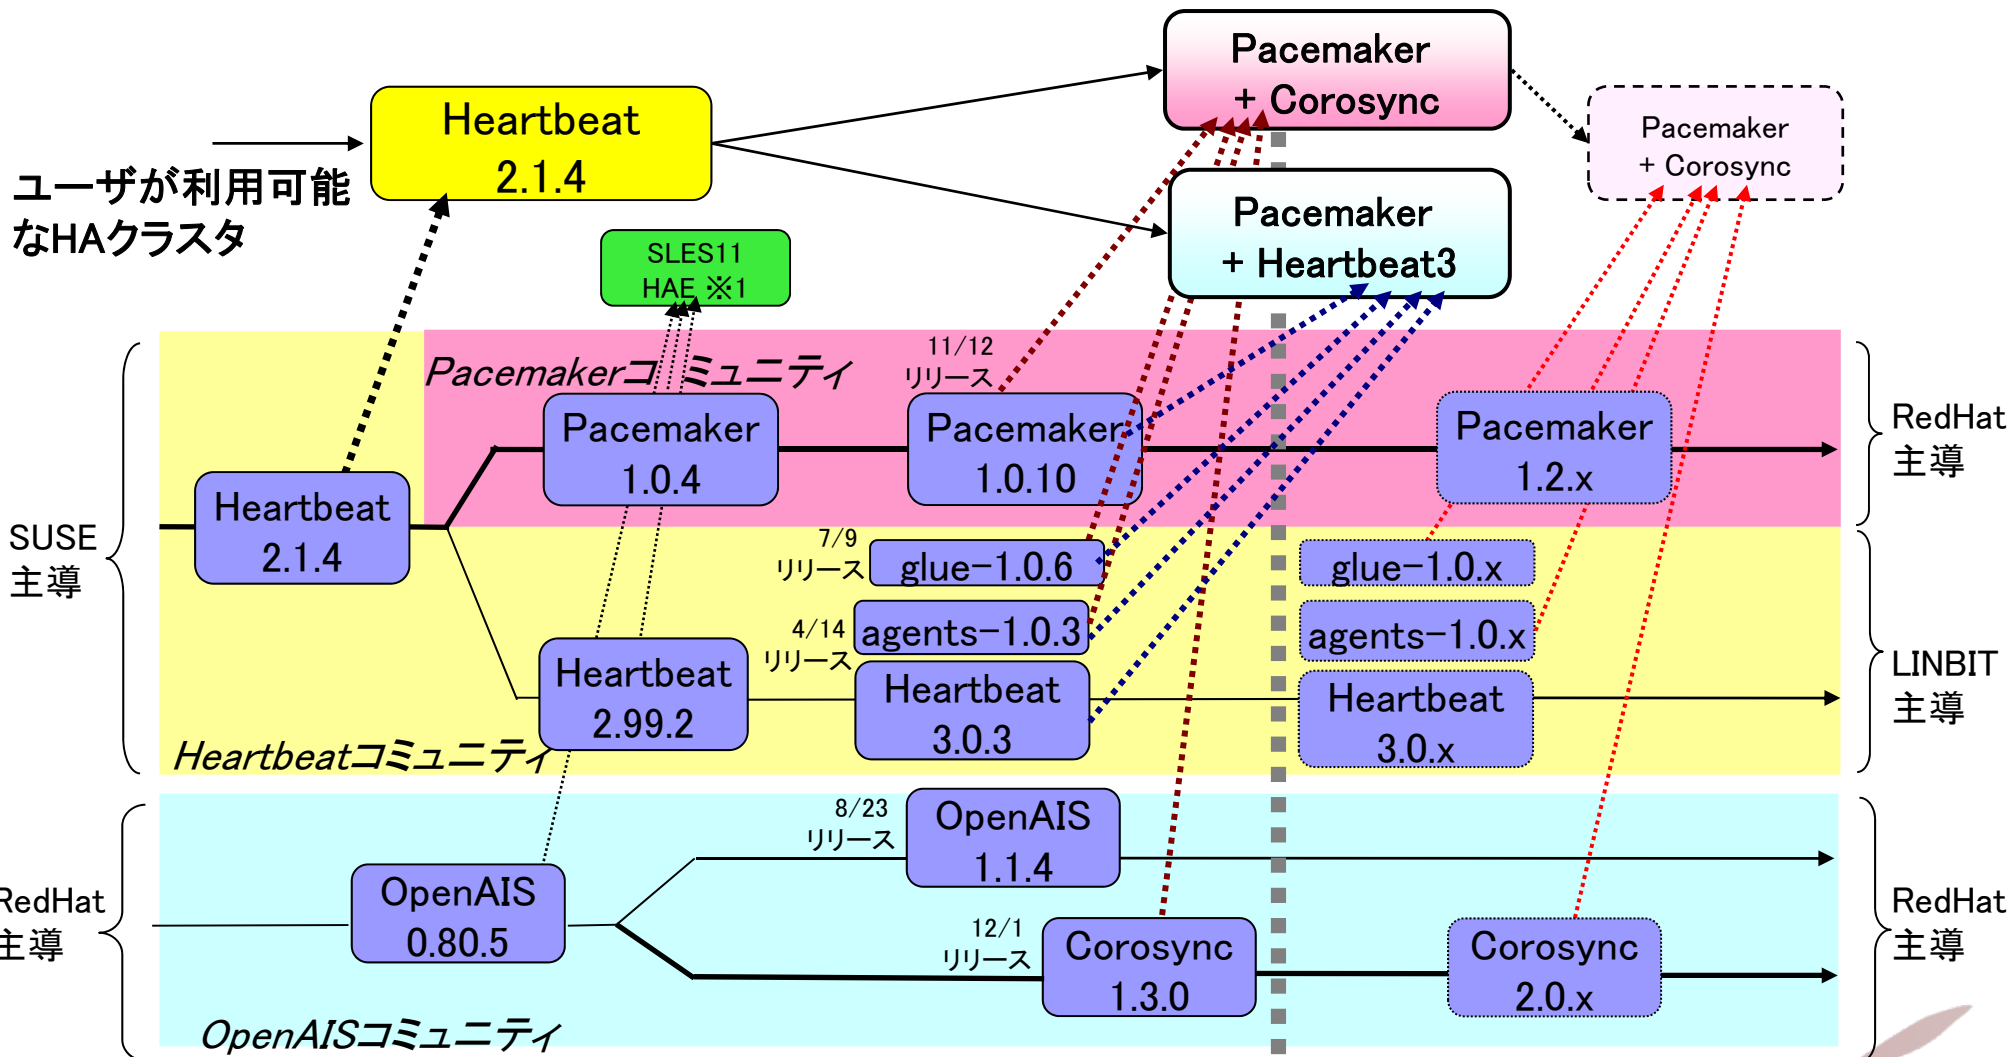 Pacemaker
+ Corosync
Heartbeat
2.1.4
Pacemaker
+ Corosync
ユーザが利用可能
なHAクラスタ
Pacemaker
+ Heartbeat3
SLES11
HAE ※1
Pacemakerコミュニティ
11/12
リリース
Pacemaker
1.0.4
Pacemaker
1.0.10
Pacemaker
1.2.x
RedHat
主導
Heartbeat
2.1.4
SUSE
主導
7/9
リリース
glue-1.0.6
glue-1.0.x
4/14
リリース
agents-1.0.3
agents-1.0.x
Heartbeat
2.99.2
Heartbeat
3.0.3
Heartbeat
3.0.x
LINBIT
主導
Heartbeatコミュニティ
8/23
リリース
OpenAIS
1.1.4
OpenAIS
0.80.5
RedHat
主導
12/1
リリース
Corosync
1.3.0
Corosync
2.0.x
RedHat
主導
OpenAISコミュニティ